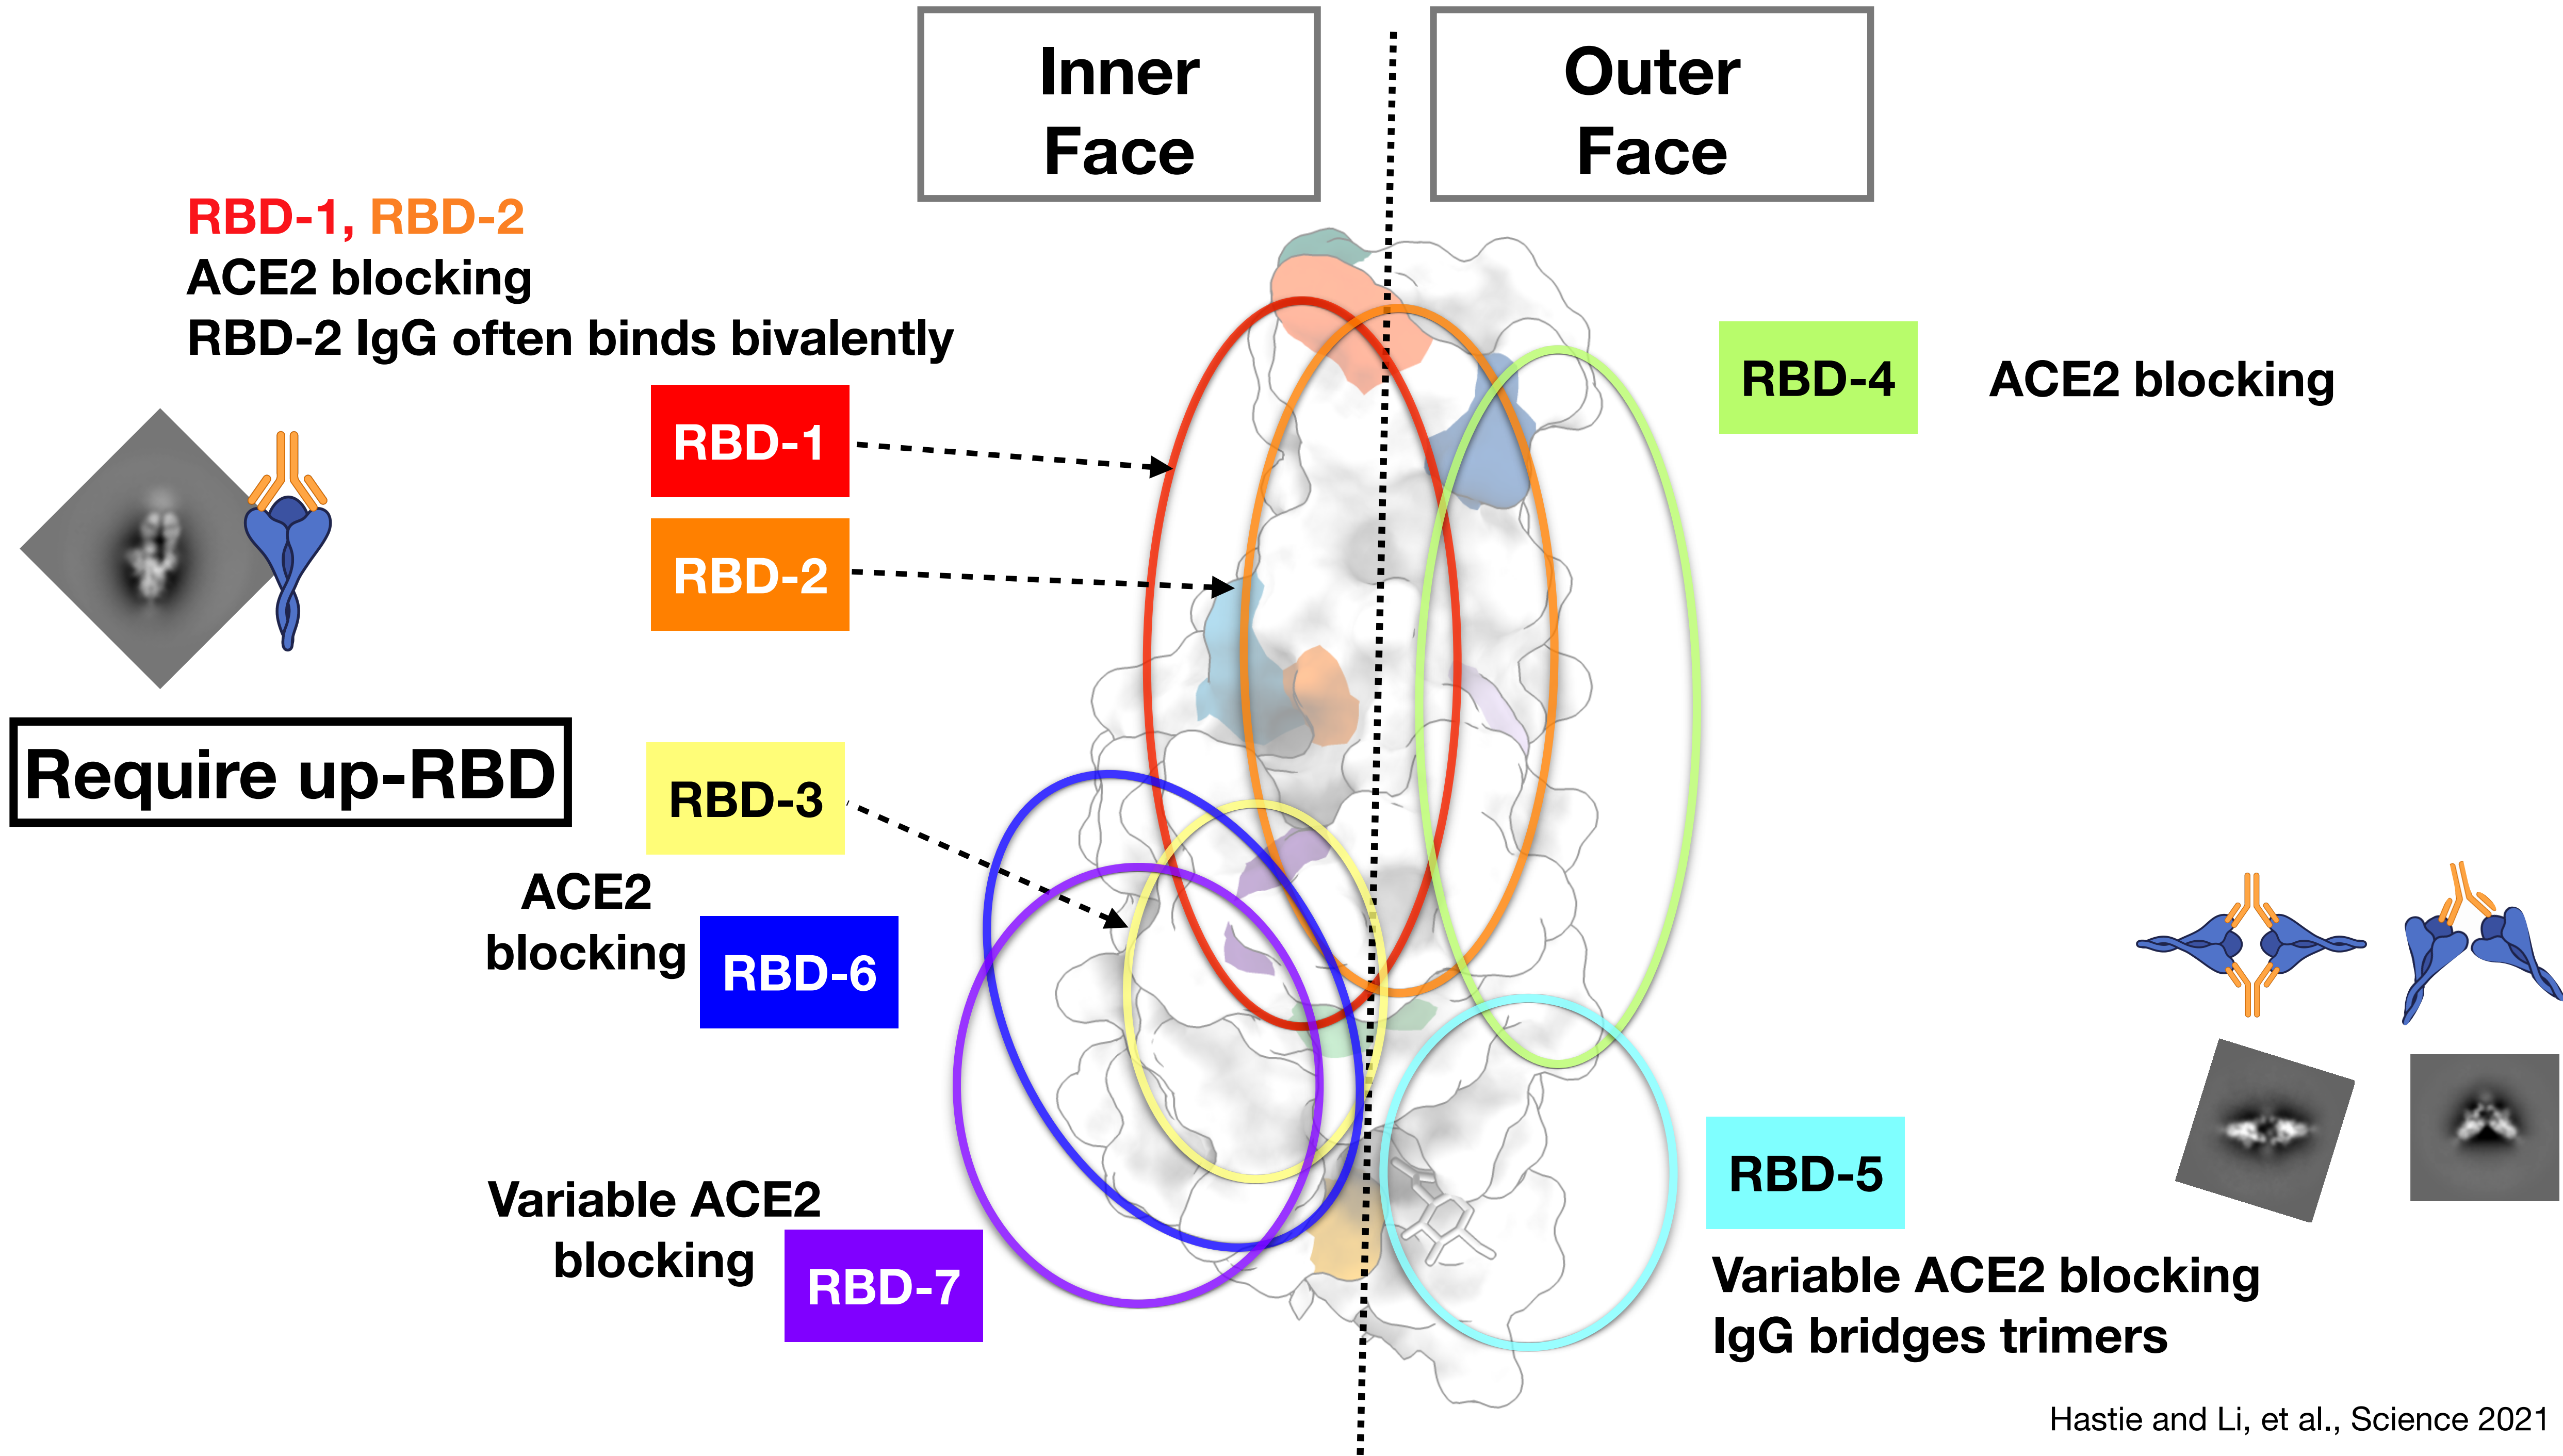 Inner
Face
Outer
Face
RBD-1, RBD-2
ACE2 blocking
RBD-2 IgG often binds bivalently
RBD-1
RBD-2
Require up-RBD
RBD-3
ACE2
blocking
RBD-6
Variable ACE2
blocking
RBD-7
RBD-4
ACE2 blocking
RBD-5
Variable ACE2 blocking
IgG bridges trimers
Hastie and Li, et al., Science 2021